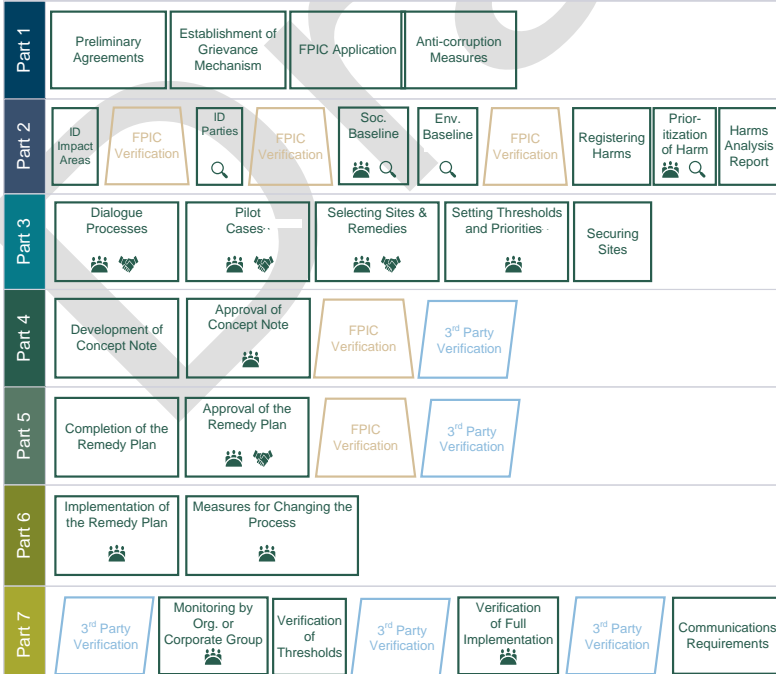 Part 1
Preliminary
Agreements
Establishment of
Grievance
Mechanism
FPIC Application
Anti-corruption
Measures
Part 2
ID
Impact
Areas
FPIC
Verification
ID
Parties
FPIC
Verification
Soc.
Baseline
Env.
Baseline
FPIC
Verification
Registering
Harms
Prior-
itization
of Harm
Harms
Analysis
Report
Part 3
Dialogue
Processes
Pilot
Cases
Selecting Sites &
Remedies
Setting Thresholds
and Priorities
Securing
Sites
Part 4
Development of
Concept Note
Approval of
Concept Note
FPIC
Verification
3rd Party
Verification
Part 5
Completion of the
Remedy Plan
Approval of the
Remedy Plan
FPIC
Verification
3rd Party
Verification
Part 6
Implementation of
the Remedy Plan
Measures for Changing the
Process
Part 7
3rd Party
Verification
Monitoring by
Org. or
Corporate Group
Verification
of
Thresholds
3rd Party
Verification
Verification
of Full
Implementation
3rd Party
Verification
Communications
Requirements